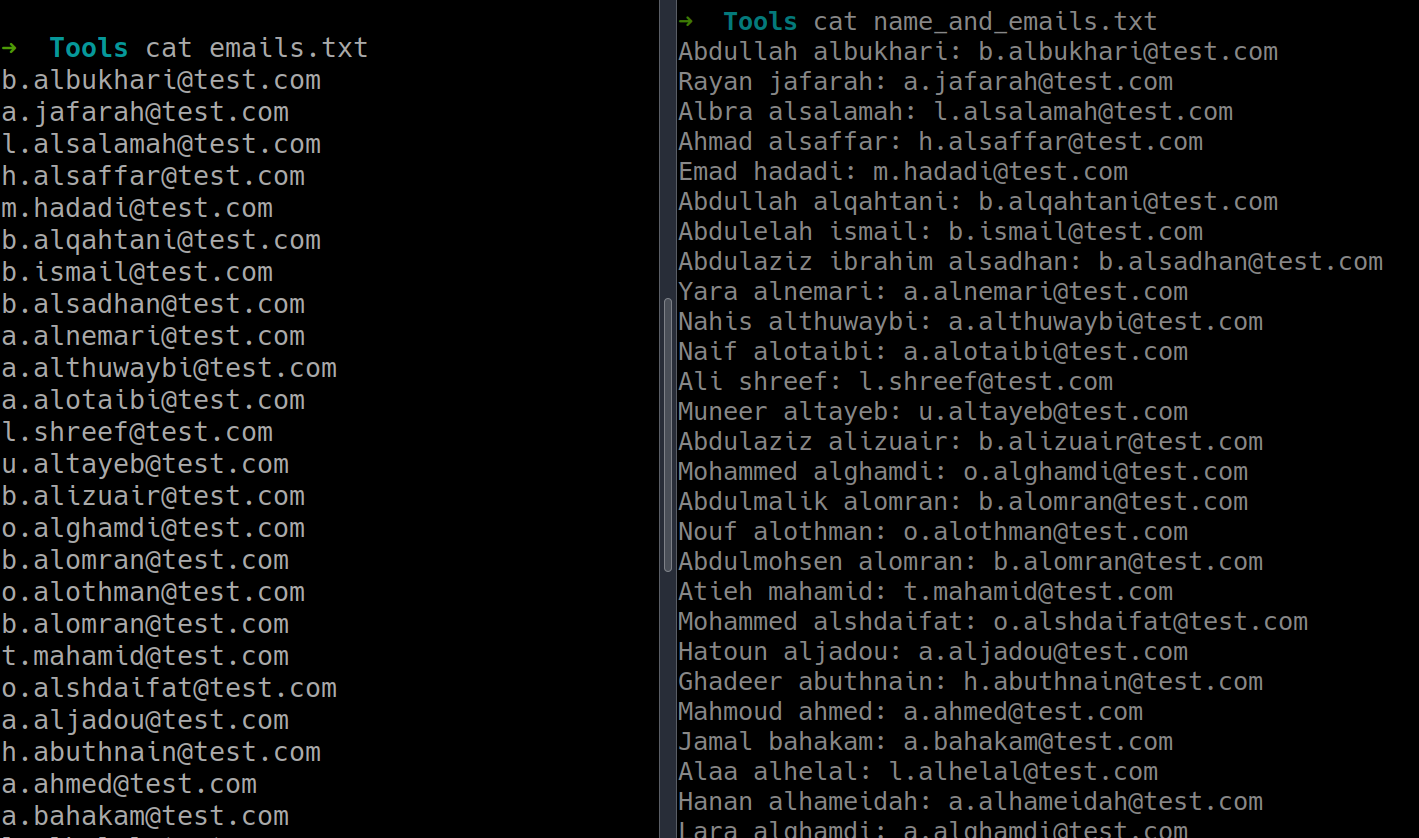 ➜ Tools cat emails.txt
b.albukhari@test.com
a.jafarah@test.com
l.alsalamah@test.com
h.alsaffar@test.com
m.hadadi@test.com
b.alqahtani@test.com
b.ismail@test.com
b.alsadhan@test.com
a.alnemari@test.com
a.althuwaybi@test.com
a.alotaibi@test.com
l.shreef@test.com
u.altayeb@test.com
b.alizuair@test.com
o.alghamdi@test.com
b.alomran@test.com
o.alothman@test.com
b.alomran@test.com
t.mahamid@test.com
o.alshdaifat@test.com
a.aljadou@test.com
h.abuthnain@test.com
a.ahmed@test.com
a.bahakam@test.com
➜ Tools cat name_and_emails.txt
Abdullah albukhari: b.albukhari@test.com
Rayan jafarah: a.jafarah@test.com
Albra alsalamah: l.alsalamah@test.com
Ahmad alsaffar: h.alsaffar@test.com
Emad hadadi: m.hadadi@test.com
Abdullah alqahtani: b.alqahtani@test.com
Abdulelah ismail: b.ismail@test.com
Abdulaziz ibrahim alsadhan: b.alsadhan@test.com
Yara alnemari: a.alnemari@test.com
Nahis althuwaybi: a.althuwaybi@test.com
Naif alotaibi: a.alotaibi@test.com
Ali shreef: l.shreef@test.com
Muneer altayeb: u.altayeb@test.com
Abdulaziz alizuair: b.alizuair@test.com
Mohammed alghamdi: o.alghamdi@test.com
Abdulmalik alomran: b.alomran@test.com
Nouf alothman: o.alothman@test.com
Abdulmohsen alomran: b.alomran@test.com
Atieh mahamid: t.mahamid@test.com
Mohammed alshdaifat: o.alshdaifat@test.com
Hatoun aljadou: a.aljadou@test.com
Ghadeer abuthnain: h.abuthnain@test.com
Mahmoud ahmed: a.ahmed@test.com
Jamal bahakam: a.bahakam@test.com
Alaa alhelal: l.alhelal@test.com
Hanan alhameidah: a.alhameidah@test.com
Lara alghamdi: a.alghamdi@test.com